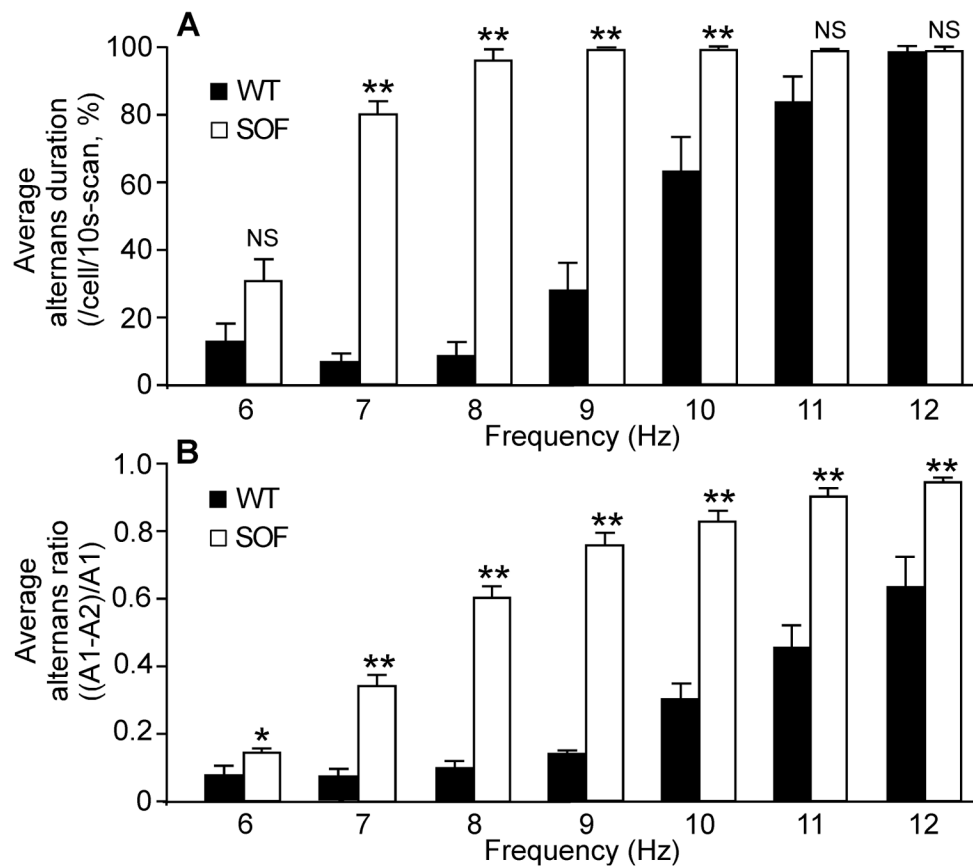 A
** ** ** NS NS
100
WT
SOF
**
80
60
40
NS
20
0
Average
alternans duration
(/cell/10s-scan, %)
6 7 8 9 10 11 12
Frequency (Hz)
B
1.0
WT
SOF
** ** ** ** ** **
0.8
0.6
0.4
*
0.2
0
Average
alternans ratio
((A1-A2)/A1)
6 7 8 9 10 11 12
Frequency (Hz)